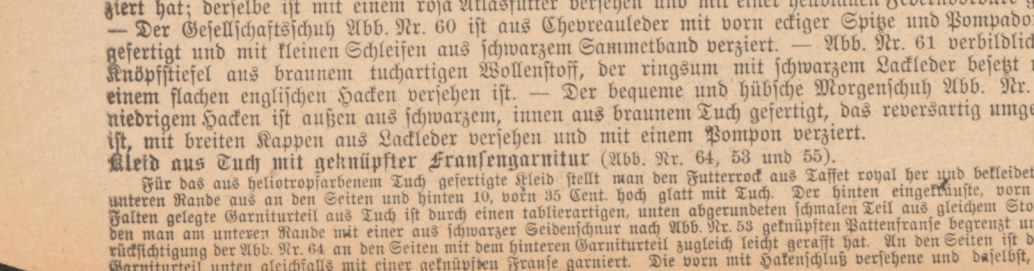 ziert hat; derselbe ist mit einem rosa Atlasfutter versehen und mit einer
— Der Gesellschaftsschuh Abb. Nr. 60 ist aus Chevreauleder mit vorn eckiger Spitze und Pompado
gefertigt und mit kleinen Schleifen aus schwarzem Sammetband verziert. — Abb. Nr. 61 verbildlic
Knöpfstiefel aus braunem tuchartigen Wollenstoff, der ringsum mit schwarzem Lackleder besetzt
einem flachen englischen Hacken versehen ist. — Der bequeme und hübsche Morgenschuh Abb. Nr.
niedrigem Hacken ist außen aus schwarzem, innen aus braunem Tuch gefertigt, das reversartig umge
ist, mit breiten Kappen aus Lackleder versehen und mit einem Pompon verziert.
Kleid aus Tuch mit geknüpfter Fransengarnitur (Abb. Nr. 64, 53 und 55).
Für das aus heliotropfarbenem Tuch gefertigte Kleid stellt man den Futterrock aus Taffet royal her und bekleidet
unteren Rande aus an den Seiten und hinten 10, vorn 35 Cent. hoch glatt mit Tuch. Der hinten eingekrauste, vorn
Falten gelegte Garniturteil aus Tuch ist durch einen tablierartigen, unten abgerundeten schmalen Teil aus gleichem Sto
den man am unteren Rande mit einer aus schwarzer Seidenschnur nach Abb. Nr. 53 geknüpften Pattenfranse begrenzt u
rücksichtigung der Abb. Nr. 64 an den Seiten mit dem hinteren Garniturteil zugleich leicht gerafft hat. An den Seiten ist d
Garniturteil unten gleichfalls mit einer geknüpften Franse garniert. Die vorn mit Hakenschluß versehene und daselbst